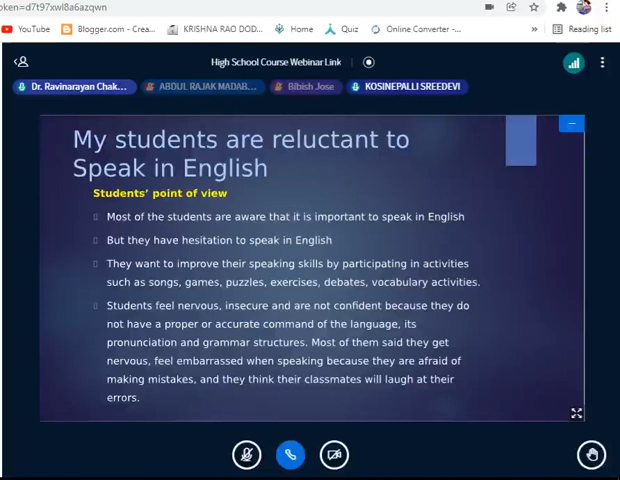 oken=d7t97xwl8a6azqwn
YouTube Blogger.com - Crea... KRISHNA RAO DOD... Home Quiz Online Converter -... » Reading list
High School Course Webinar Link
Dr. Ravinarayan Chak... ABDUL RAJAK MADAB... Bibish Jose KOSINEPALLI SREEDEVI
My students are reluctant to
Speak in English
Students’ point of view
Most of the students are aware that it is important to speak in English
But they have hesitation to speak in English
They want to improve their speaking skills by participating in activities
such as songs, games, puzzles, exercises, debates, vocabulary activities.
Students feel nervous, insecure and are not confident because they do
not have a proper or accurate command of the language, its
pronunciation and grammar structures. Most of them said they get
nervous, feel embarrassed when speaking because they are afraid of
making mistakes, and they think their classmates will laugh at their
errors.